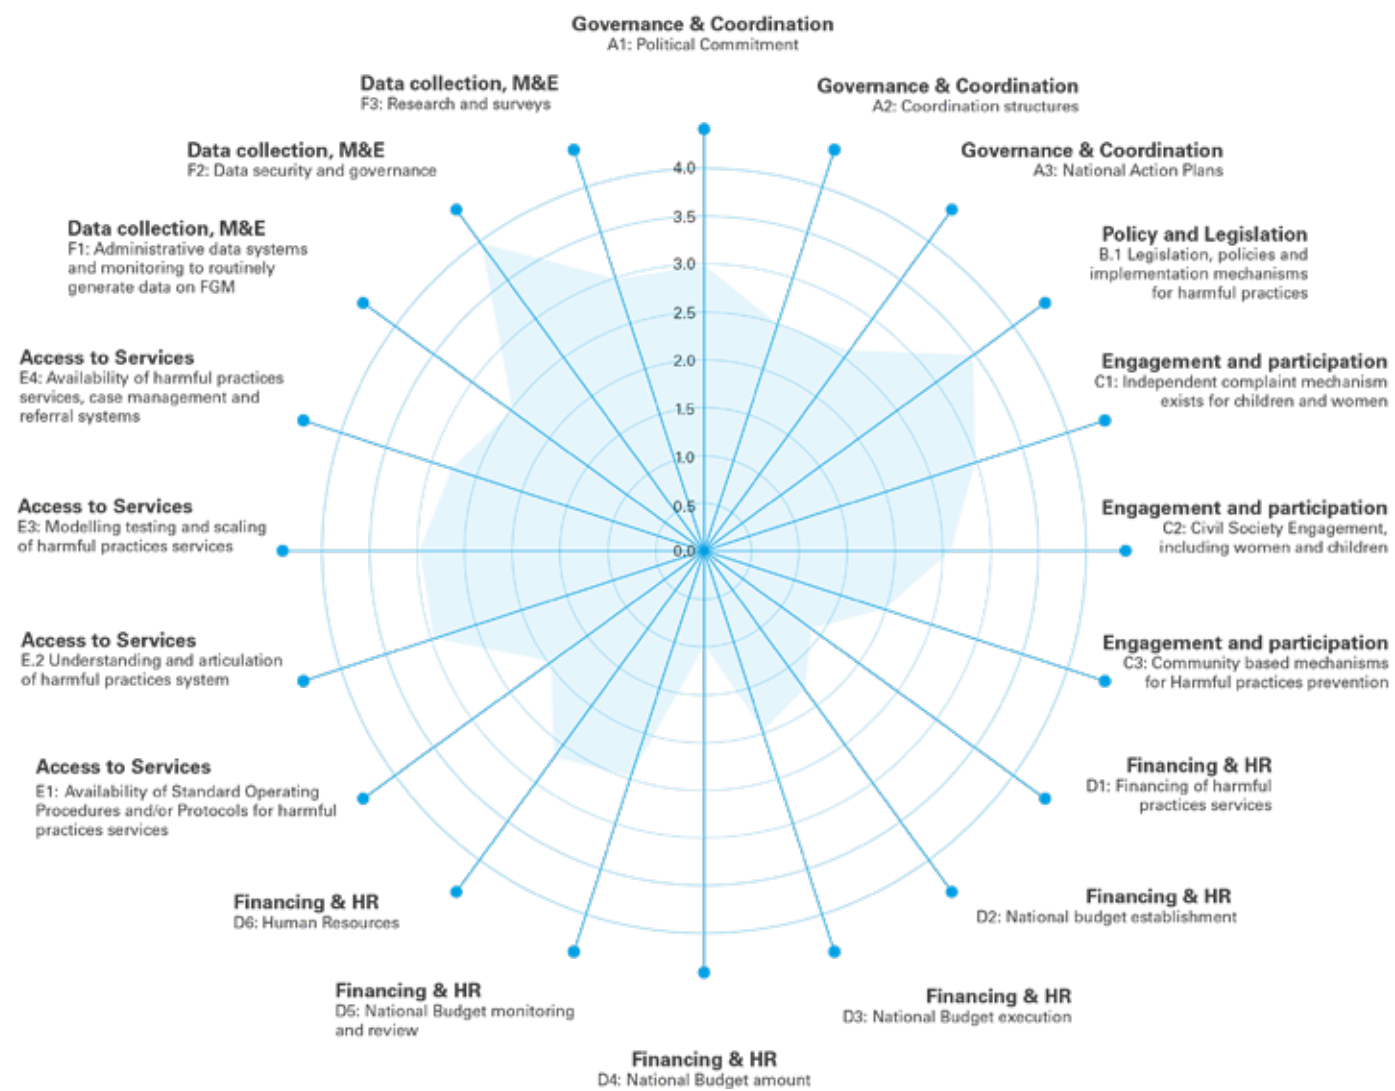 Governance & Coordination
A1: Political Commitment
Governance & Coordination
A2: Coordination structures
Governance & Coordination
A3: National Action Plans
Policy and Legislation
B.1 Legislation, policies and
implementation mechanisms
for harmful practices
Engagement and participation
C1: Independent complaint mechanism
exists for children and women
Engagement and participation
C2: Civil Society Engagement,
including women and children
Engagement and participation
C3: Community based mechanisms
for Harmful practices prevention
Financing & HR
D1: Financing of harmful
practices services
Financing & HR
D2: National budget establishment
Financing & HR
D3: National Budget execution
Financing & HR
D4: National Budget amount
Financing & HR
D5: National Budget monitoring
and review
Financing & HR
D6: Human Resources
Access to Services
E1: Availability of Standard Operating
Procedures and/or Protocols for harmful
practices services
Access to Services
E.2 Understanding and articulation
of harmful practices system
Access to Services
E3: Modelling testing and scaling
of harmful practices services
Access to Services
E4: Availability of harmful practices
services, case management and
referral systems
Data collection, M&E
F1: Administrative data systems
and monitoring to routinely
generate data on FGM
Data collection, M&E
F2: Data security and governance
Data collection, M&E
F3: Research and surveys
4.0
3.5
3.0
2.5
2.0
1.5
1.0
0.5
0.0